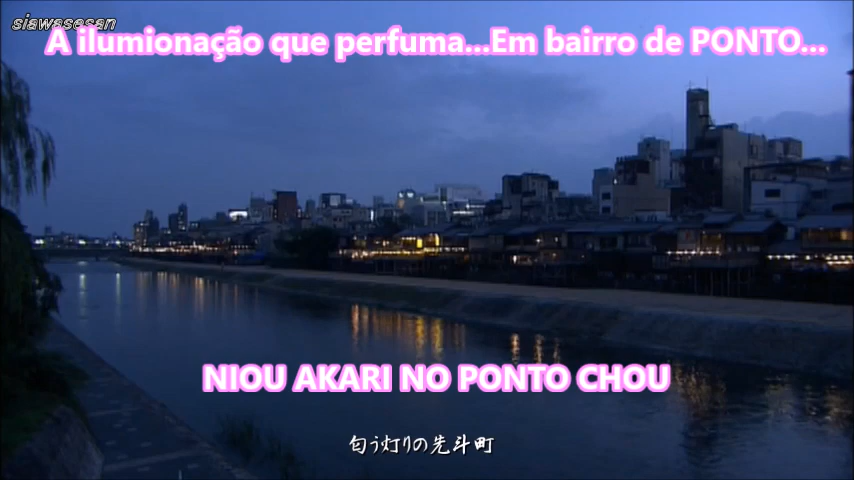 siawasesan
A ilumionação que perfuma...Em bairro de PONTO...
NIOU AKARI NO PONTO CHOU
匂う灯りの先斗町